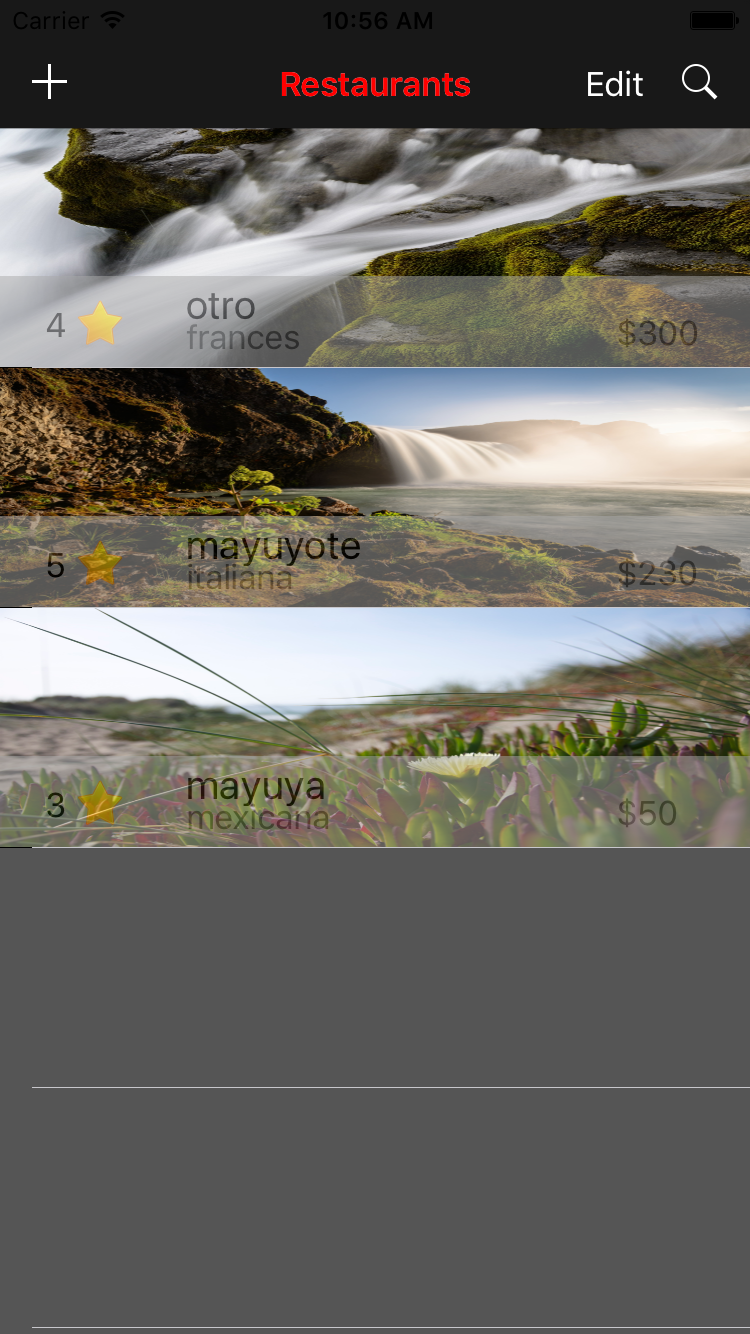 Carrier 10:56 AM
Restaurants Edit
otro
4 frances $300
mayuyote
5 italiana $230
mayuya
3 mexicana $50